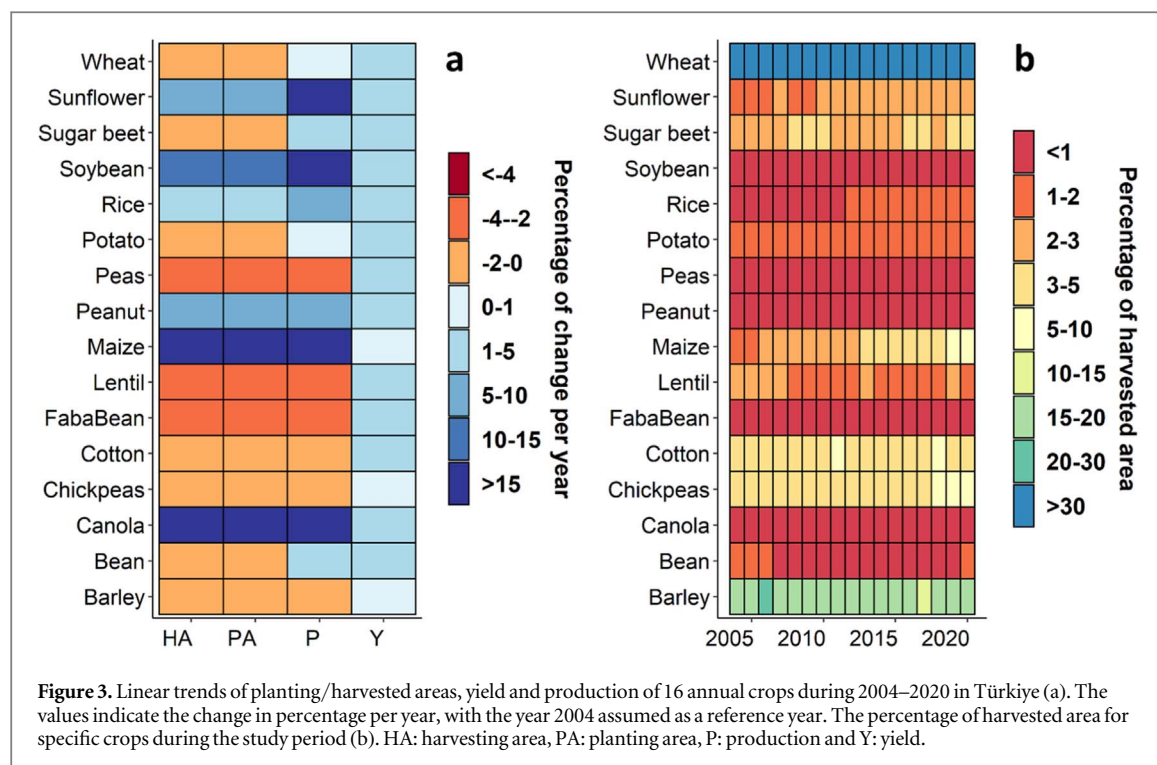 a
Wheat
Sunflower
Sugar beet
Soybean
Rice
Potato
Peas
Peanut
Maize
Lentil
FabaBean
Cotton
Chickpeas
Canola
Bean
Barley
HA PA P Y
<-4
-4--2
-2-0
0-1
1-5
5-10
10-15
>15
Percentage of change per year
b
Wheat
Sunflower
Sugar beet
Soybean
Rice
Potato
Peas
Peanut
Maize
Lentil
FabaBean
Cotton
Chickpeas
Canola
Bean
Barley
2005 2010 2015 2020
<1
1-2
2-3
3-5
5-10
10-15
15-20
20-30
>30
Percentage of harvested area
Figure 3. Linear trends of planting/harvested areas, yield and production of 16 annual crops during 2004–2020 in Türkiye (a). The
values indicate the change in percentage per year, with the year 2004 assumed as a reference year. The percentage of harvested area for
specific crops during the study period (b). HA: harvesting area, PA: planting area, P: production and Y: yield.